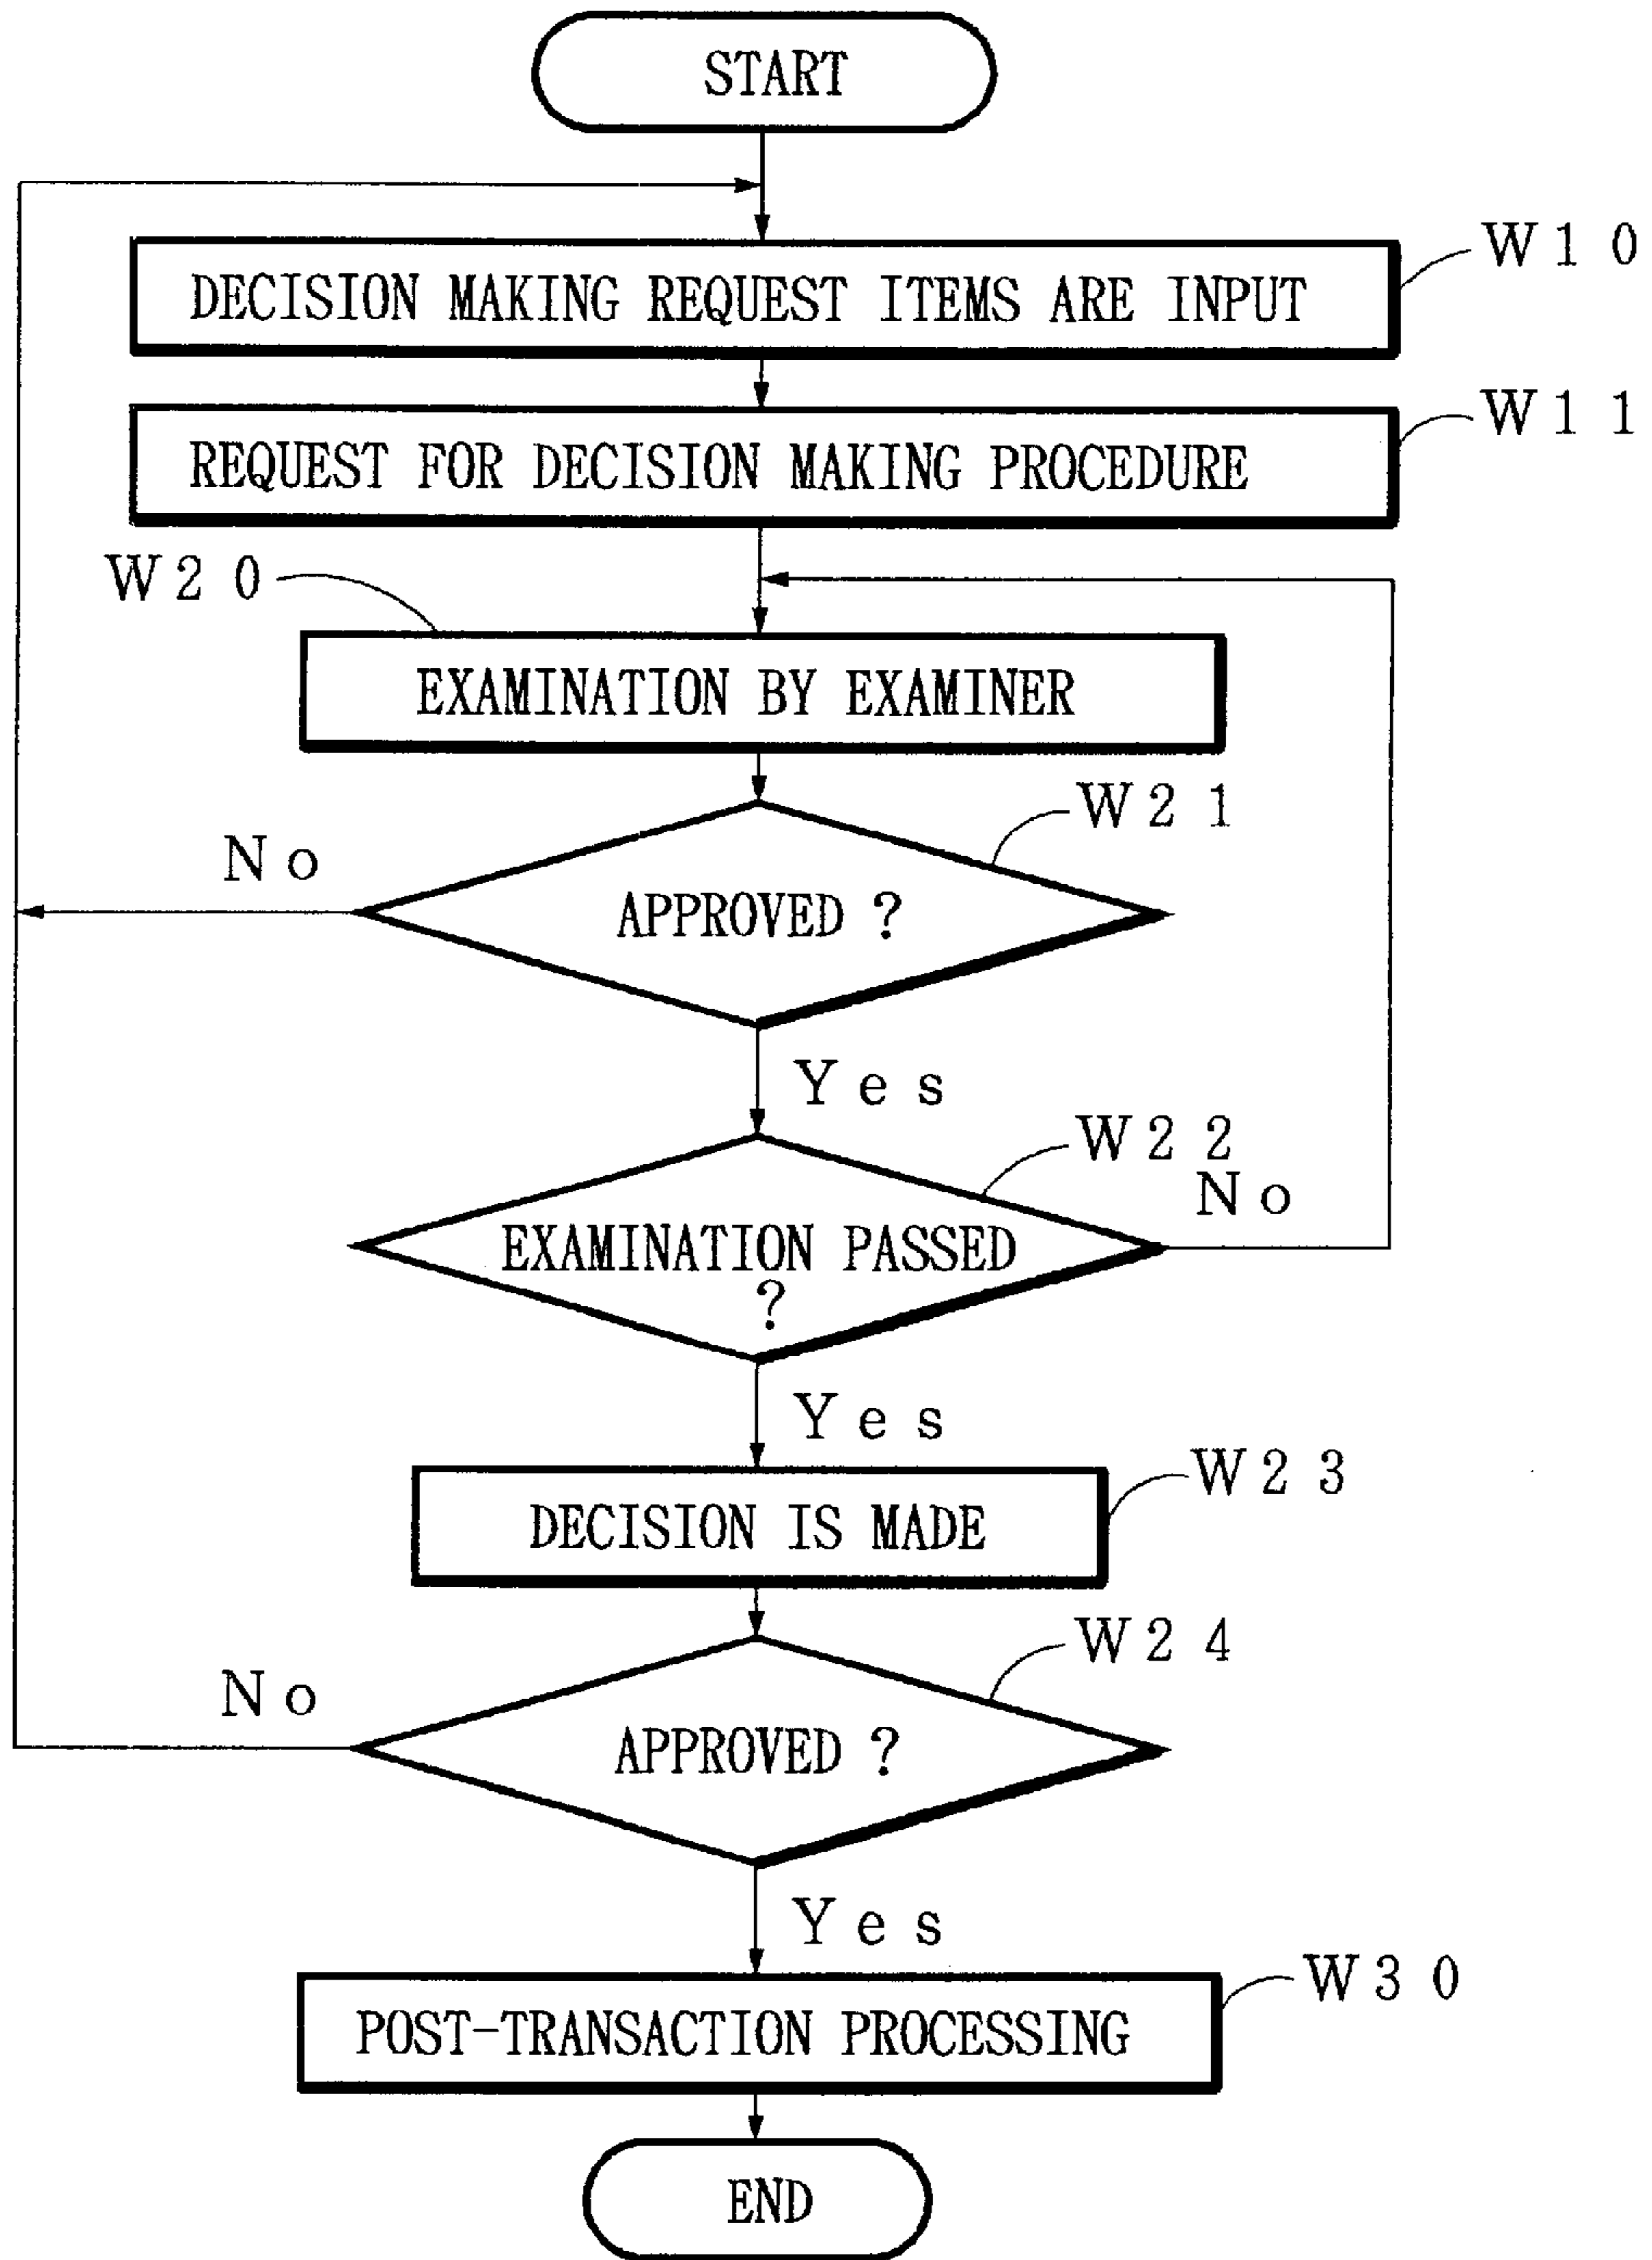 START
W10
DECISION MAKING REQUEST ITEMS ARE INPUT
W11
REQUEST FOR DECISION MAKING PROCEDURE
W20
EXAMINATION BY EXAMINER
W21
No
APPROVED ?
Yes
W22
No
EXAMINATION PASSED
?
Yes
W23
DECISION IS MADE
W24
No
APPROVED ?
Yes
W30
POST-TRANSACTION PROCESSING
END